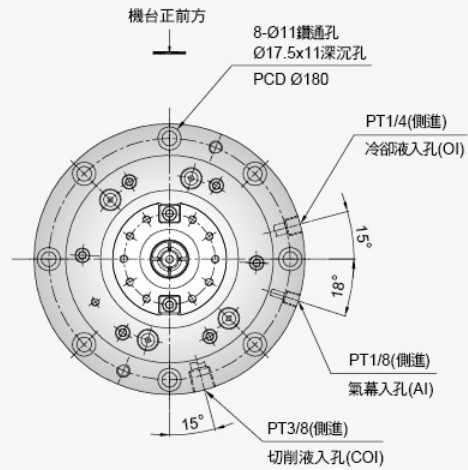 機台正前方
8-Ø11鑽通孔
Ø17.5x11深沉孔
PCD Ø180
PT1/4(側進)
冷卻液入孔(OI)
15°
18°
PT1/8(側進)
氣幕入孔(AI)
15°
PT3/8(側進)
切削液入孔(COI)